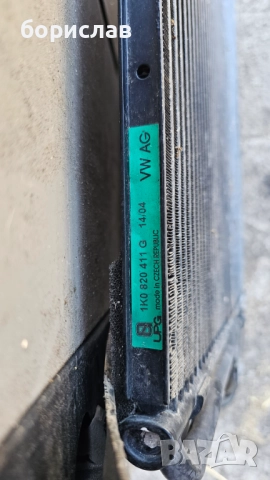 борислав
VW AG
1K0 820 411 G 14/04
made in CZECH REPUBLIC
UPG
BAZAR